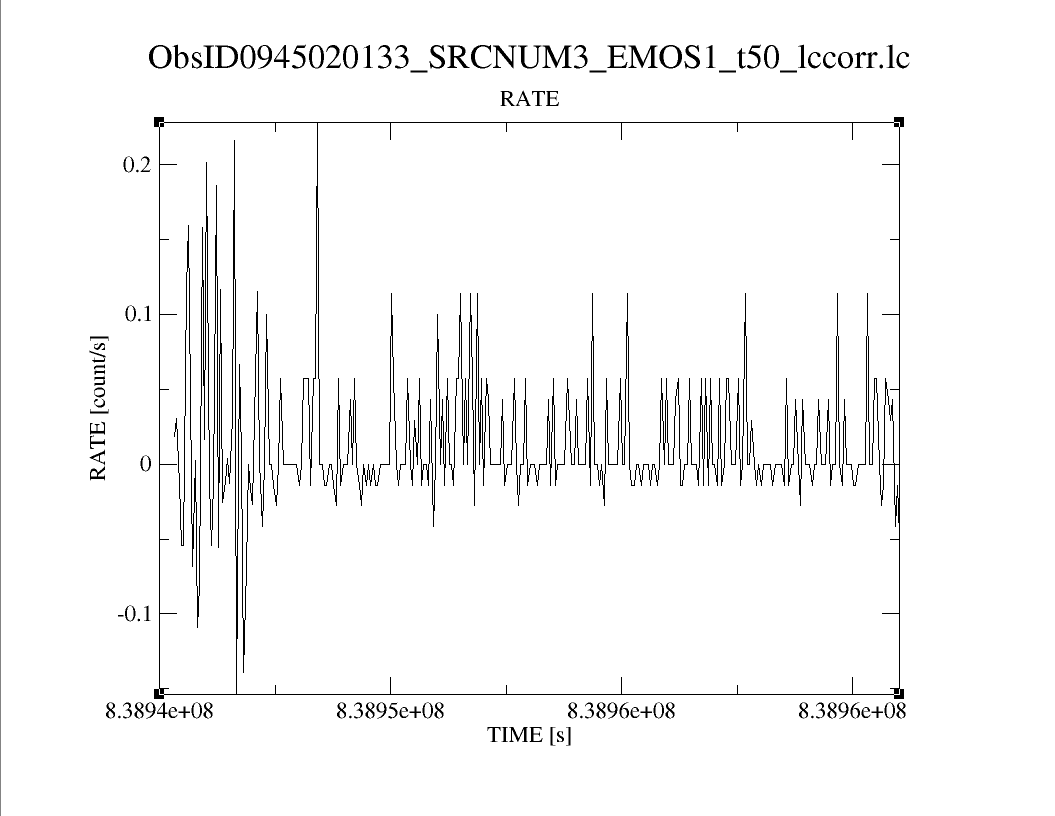 ObsID0945020133_SRCNUM3_EMOS1_t50_lccorr.lc
RATE
0.2
0.1
0
-0.1
RATE [count/s]
8.3894e+08 8.3895e+08 8.3896e+08 8.3896e+08
TIME [s]